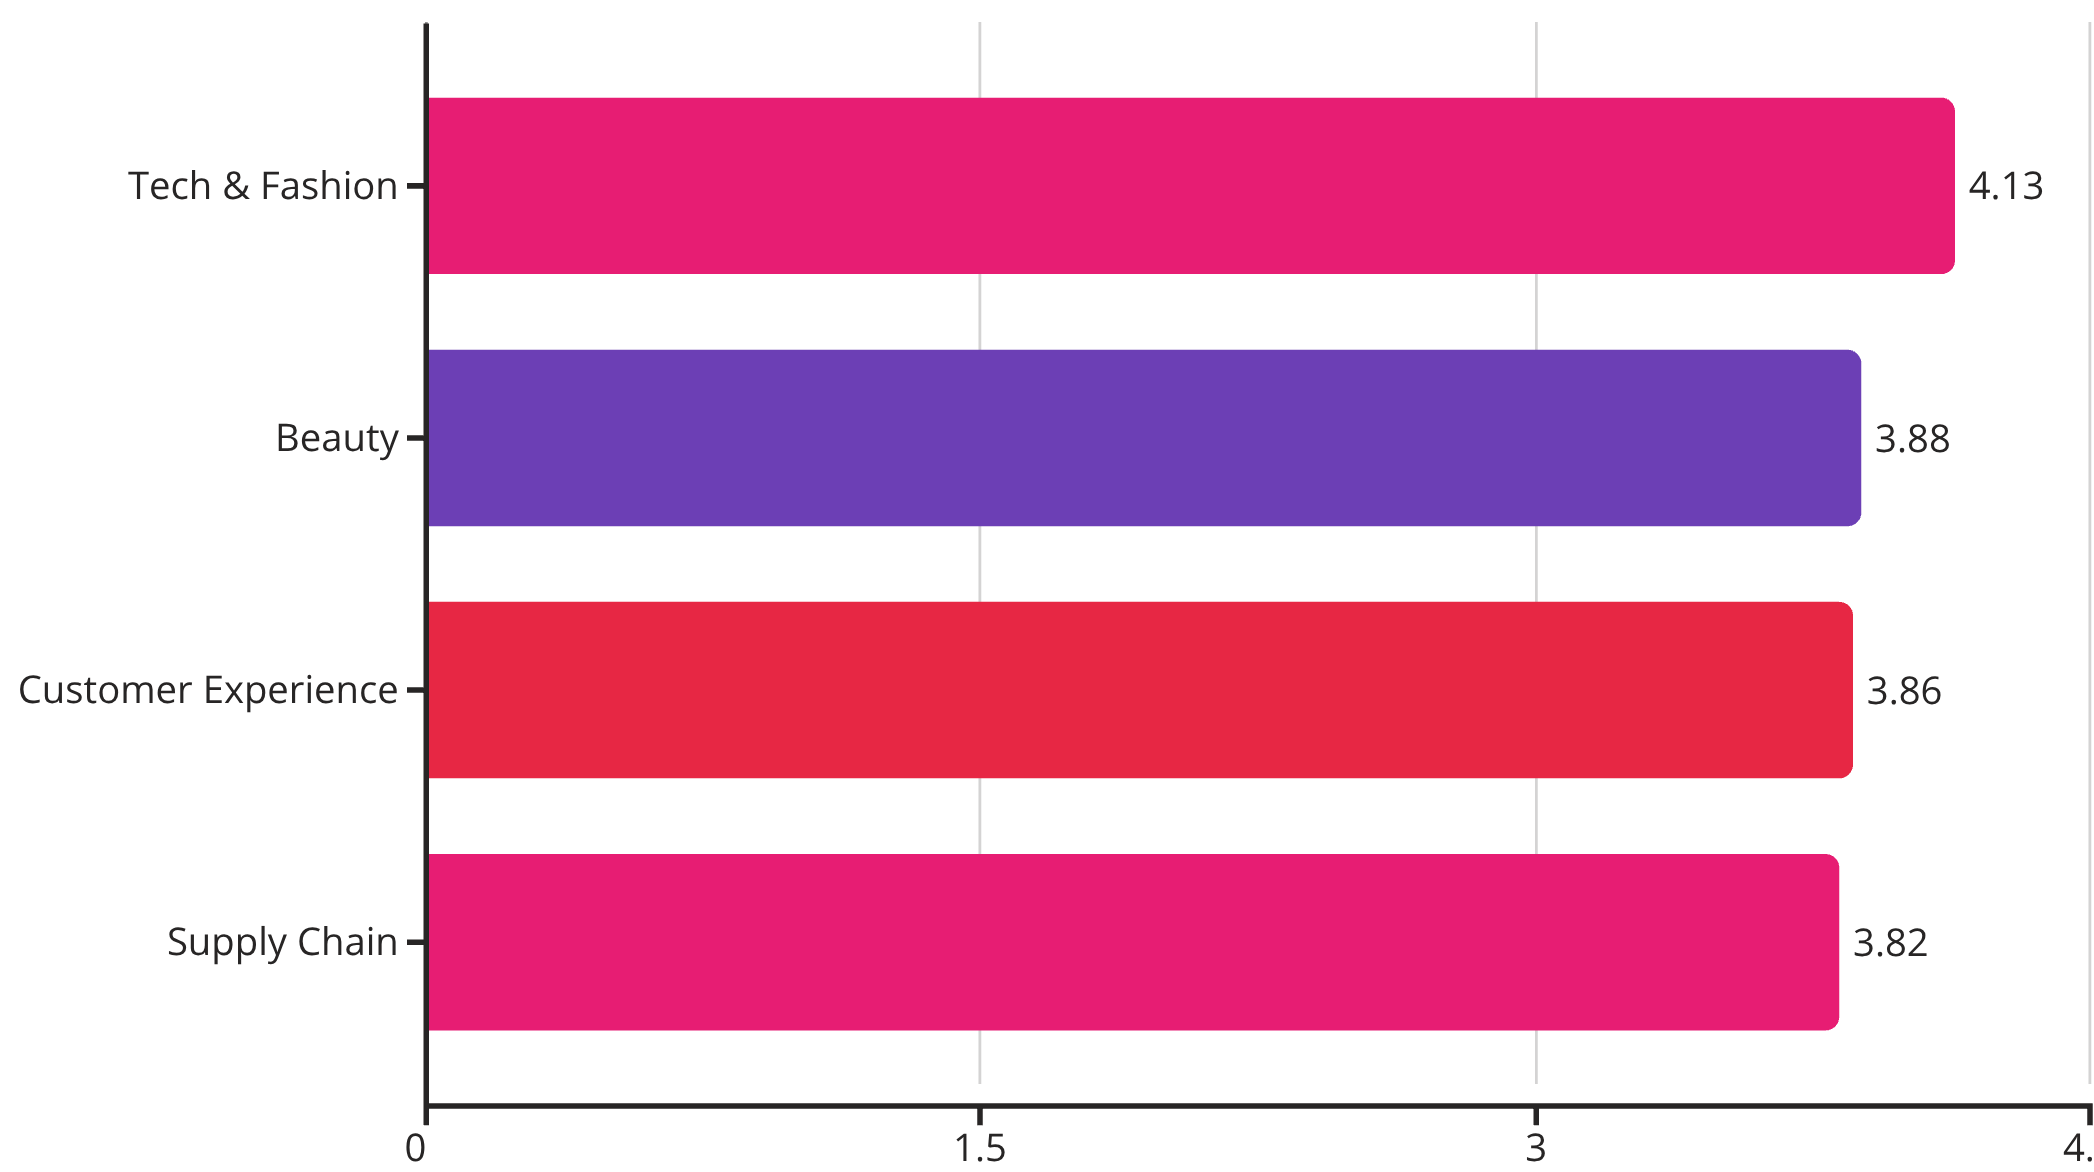 Tech & Fashion
4.13
Beauty
3.88
Customer Experience
3.86
Supply Chain
3.82
0 1.5 3 4.